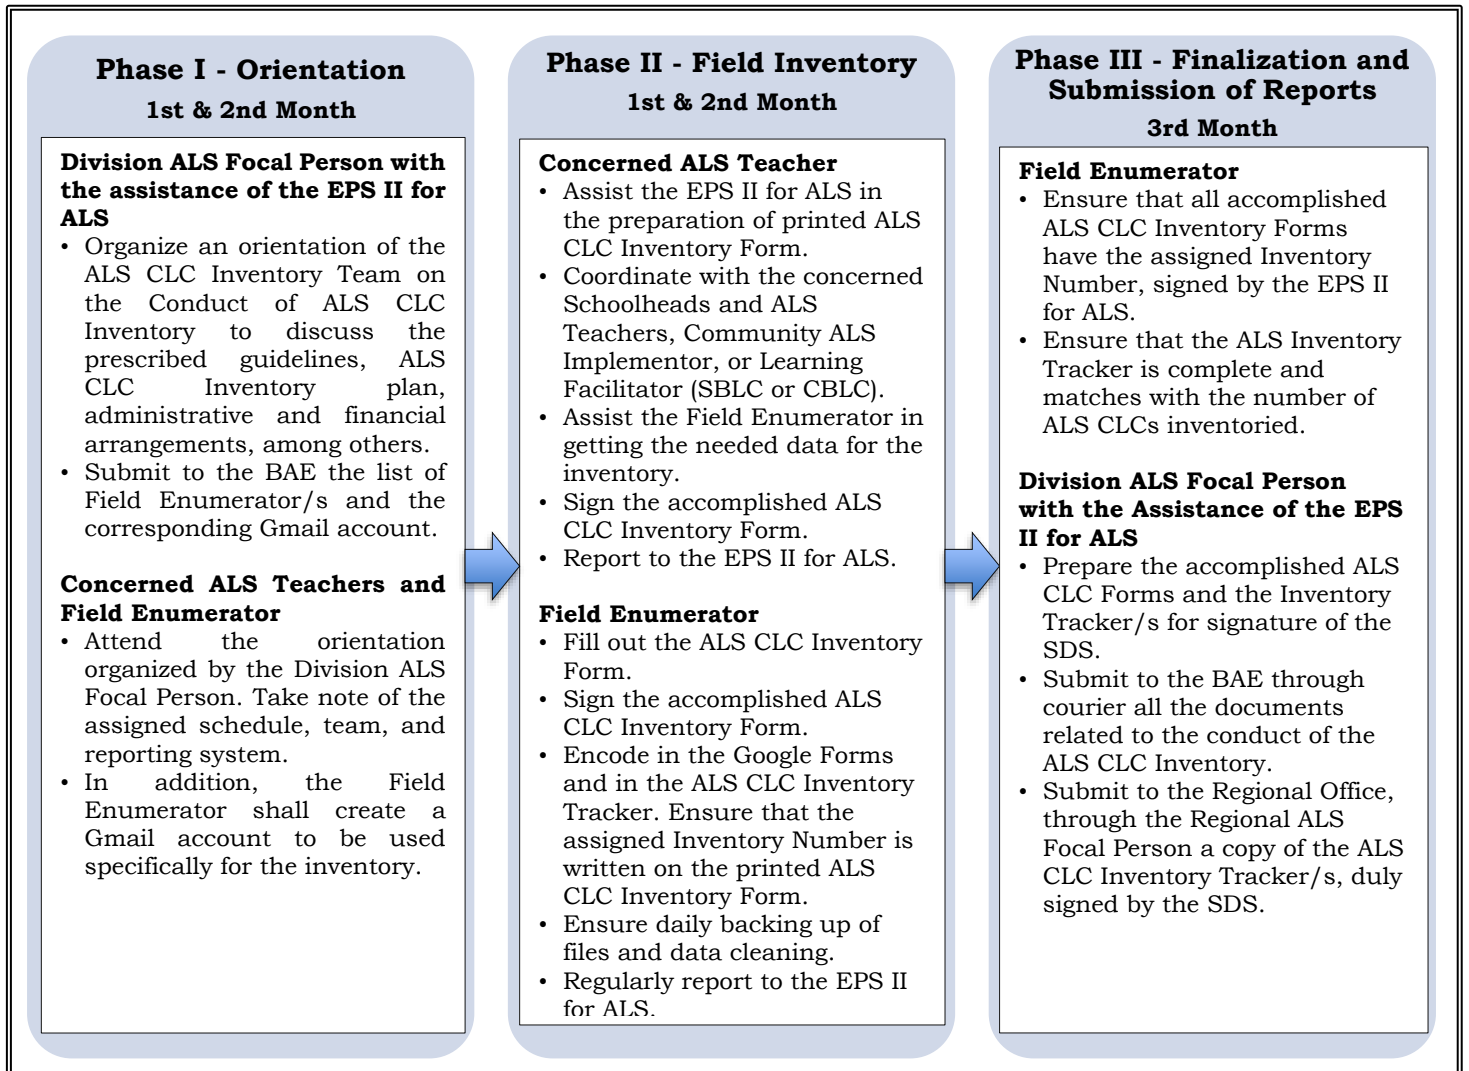 Phase I - Orientation
1st & 2nd Month
Division ALS Focal Person with
the assistance of the EPS II for
ALS
• Organize an orientation of the
ALS CLC Inventory Team on
the Conduct of ALS CLC
Inventory to discuss the
prescribed guidelines, ALS
CLC Inventory plan,
administrative and financial
arrangements, among others.
• Submit to the BAE the list of
Field Enumerator/s and the
corresponding Gmail account.
Concerned ALS Teachers and
Field Enumerator
• Attend the orientation
organized by the Division ALS
Focal Person. Take note of the
assigned schedule, team, and
reporting system.
• In addition, the Field
Enumerator shall create a
Gmail account to be used
specifically for the inventory.
Phase II - Field Inventory
1st & 2nd Month
Concerned ALS Teacher
• Assist the EPS II for ALS in
the preparation of printed ALS
CLC Inventory Form.
• Coordinate with the concerned
Schoolheads and ALS
Teachers, Community ALS
Implementor, or Learning
Facilitator (SBLC or CBLC).
• Assist the Field Enumerator in
getting the needed data for the
inventory.
• Sign the accomplished ALS
CLC Inventory Form.
• Report to the EPS II for ALS.
Field Enumerator
• Fill out the ALS CLC Inventory
Form.
• Sign the accomplished ALS
CLC Inventory Form.
• Encode in the Google Forms
and in the ALS CLC Inventory
Tracker. Ensure that the
assigned Inventory Number is
written on the printed ALS
CLC Inventory Form.
• Ensure daily backing up of
files and data cleaning.
• Regularly report to the EPS II
for ALS.
Phase III - Finalization and
Submission of Reports
3rd Month
Field Enumerator
• Ensure that all accomplished
ALS CLC Inventory Forms
have the assigned Inventory
Number, signed by the EPS II
for ALS.
• Ensure that the ALS Inventory
Tracker is complete and
matches with the number of
ALS CLCs inventoried.
Division ALS Focal Person
with the Assistance of the EPS
II for ALS
• Prepare the accomplished ALS
CLC Forms and the Inventory
Tracker/s for signature of the
SDS.
• Submit to the BAE through
courier all the documents
related to the conduct of the
ALS CLC Inventory.
• Submit to the Regional Office,
through the Regional ALS
Focal Person a copy of the ALS
CLC Inventory Tracker/s, duly
signed by the SDS.